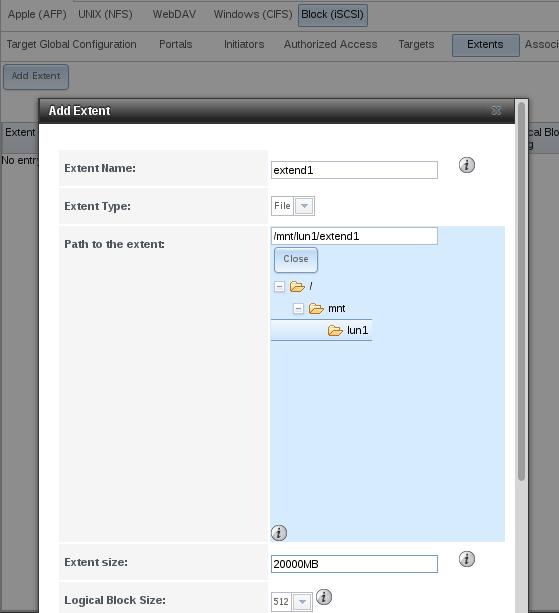 Apple (AFP) UNIX (NFS) WebDAV Windows (CIFS) Block (iSCSI)
Target Global Configuration Portals Initiators Authorized Access Targets Extents Associ
Add Extent
Add Extent
Extent
cal Blo
g
No entry
Extent Name: extend1
Extent Type: File
Path to the extent: /mnt/lun1/extend1
Close
/
mnt
lun1
Extent size: 20000MB
Logical Block Size: 512